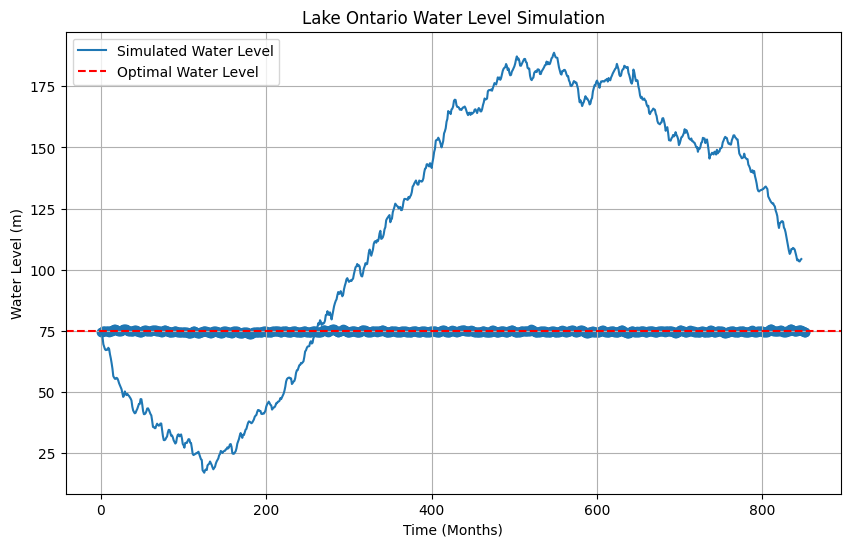 Lake Ontario Water Level Simulation
Simulated Water Level
Optimal Water Level
Water Level (m)
175
150
125
100
75
50
25
0
200
400
600
800
Time (Months)